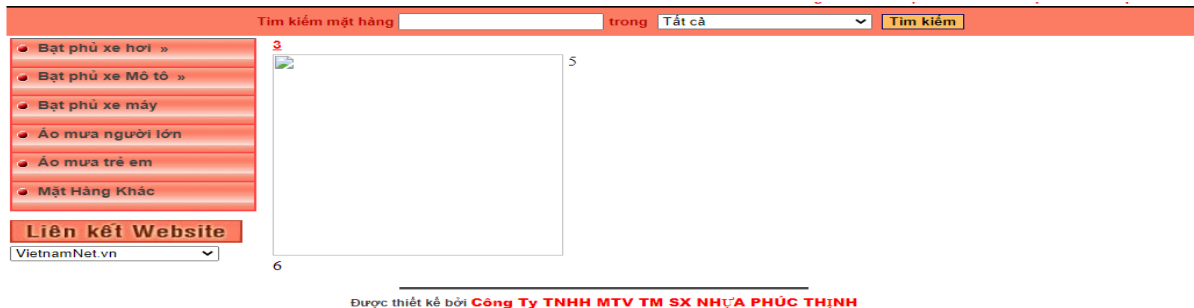 Tìm kiếm mặt hàng trong Tất cả Tìm kiếm
Bạt phủ xe hơi »
Bạt phủ xe Mô tô »
Bạt phủ xe máy
Áo mưa người lớn
Áo mưa trẻ em
Mặt Hàng Khác
Liên kết Website
VietnamNet.vn
3
5
6
Được thiết kế bởi Công Ty TNHH MTV TM SX NHỰA PHÚC THỊNH